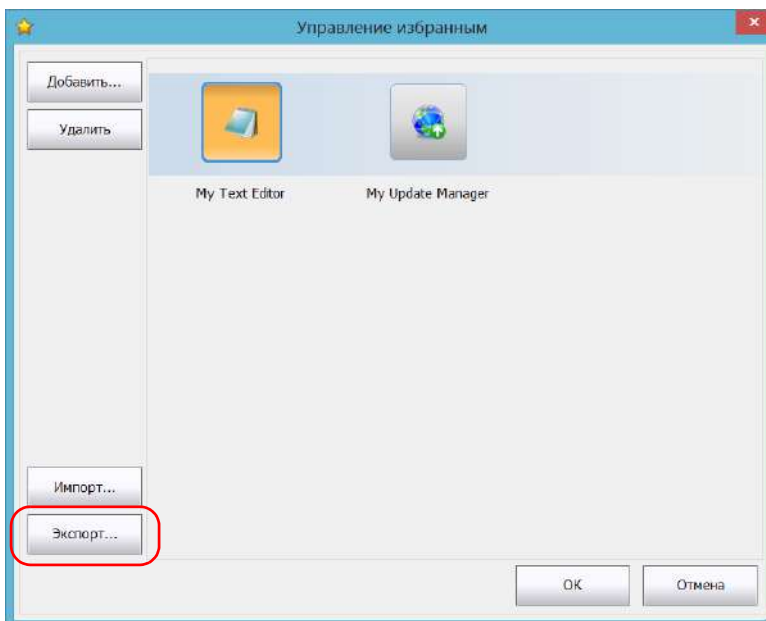 Управление избранным
Добавить...
Удалить
My Text Editor
My Update Manager
Импорт...
Экспорт...
OK
Отмена